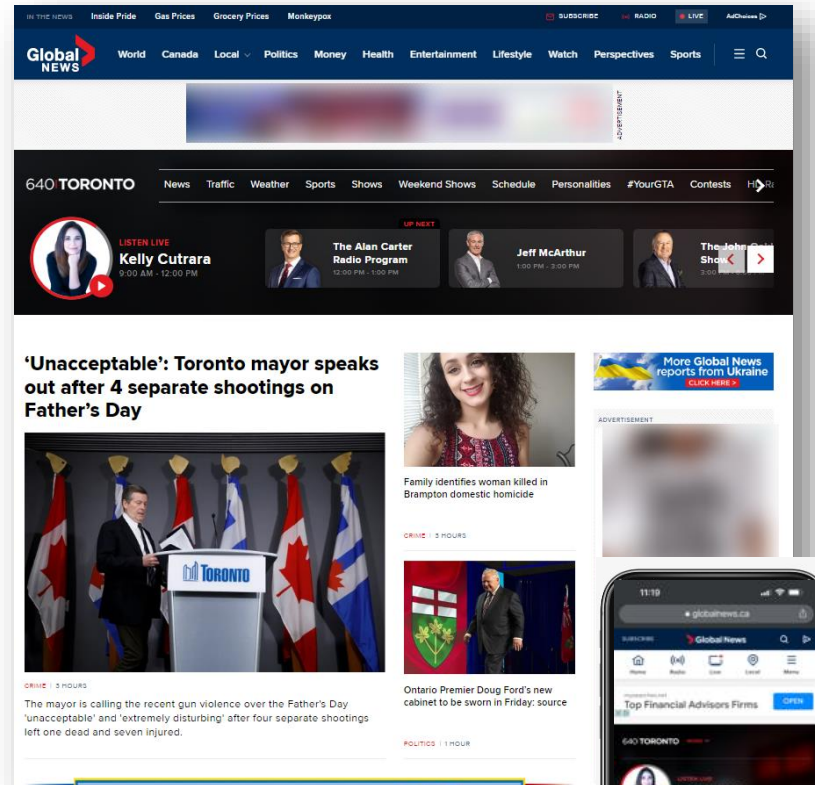 IN THE NEWS Inside Pride Gas Prices Grocery Prices Monkeypox SUBSCRIBE RADIO LIVE AdChoices
Global NEWS
World Canada Local Politics Money Health Entertainment Lifestyle Watch Perspectives Sports
ADVERTISEMENT
640 TORONTO
News Traffic Weather Sports Shows Weekend Shows Schedule Personalities #YourGTA Contests
LISTEN LIVE
Kelly Cutrara
9:00 AM - 12:00 PM
UP NEXT
The Alan Carter
Radio Program
12:00 PM - 1:00 PM
Jeff McArthur
1:00 PM - 3:00 PM
The John
Show
3:00
‘Unacceptable’: Toronto mayor speaks
out after 4 separate shootings on
Father’s Day
TORONTO
CRIME | 3 HOURS
The mayor is calling the recent gun violence over the Father's Day
'unacceptable' and 'extremely disturbing' after four separate shootings
left one dead and seven injured.
Family identifies woman killed in
Brampton domestic homicide
CRIME | 3 HOURS
Ontario Premier Doug Ford's new
cabinet to be sworn in Friday: source
POLITICS | 1 HOUR
More Global News
reports from Ukraine
CLICK HERE >
ADVERTISEMENT
11:19
globalnews.ca
SUBSCRIBE Global News
Home Radio Live Local Menu
Top Financial Advisors Firms OPEN
640 TORONTO
LISTEN LIVE